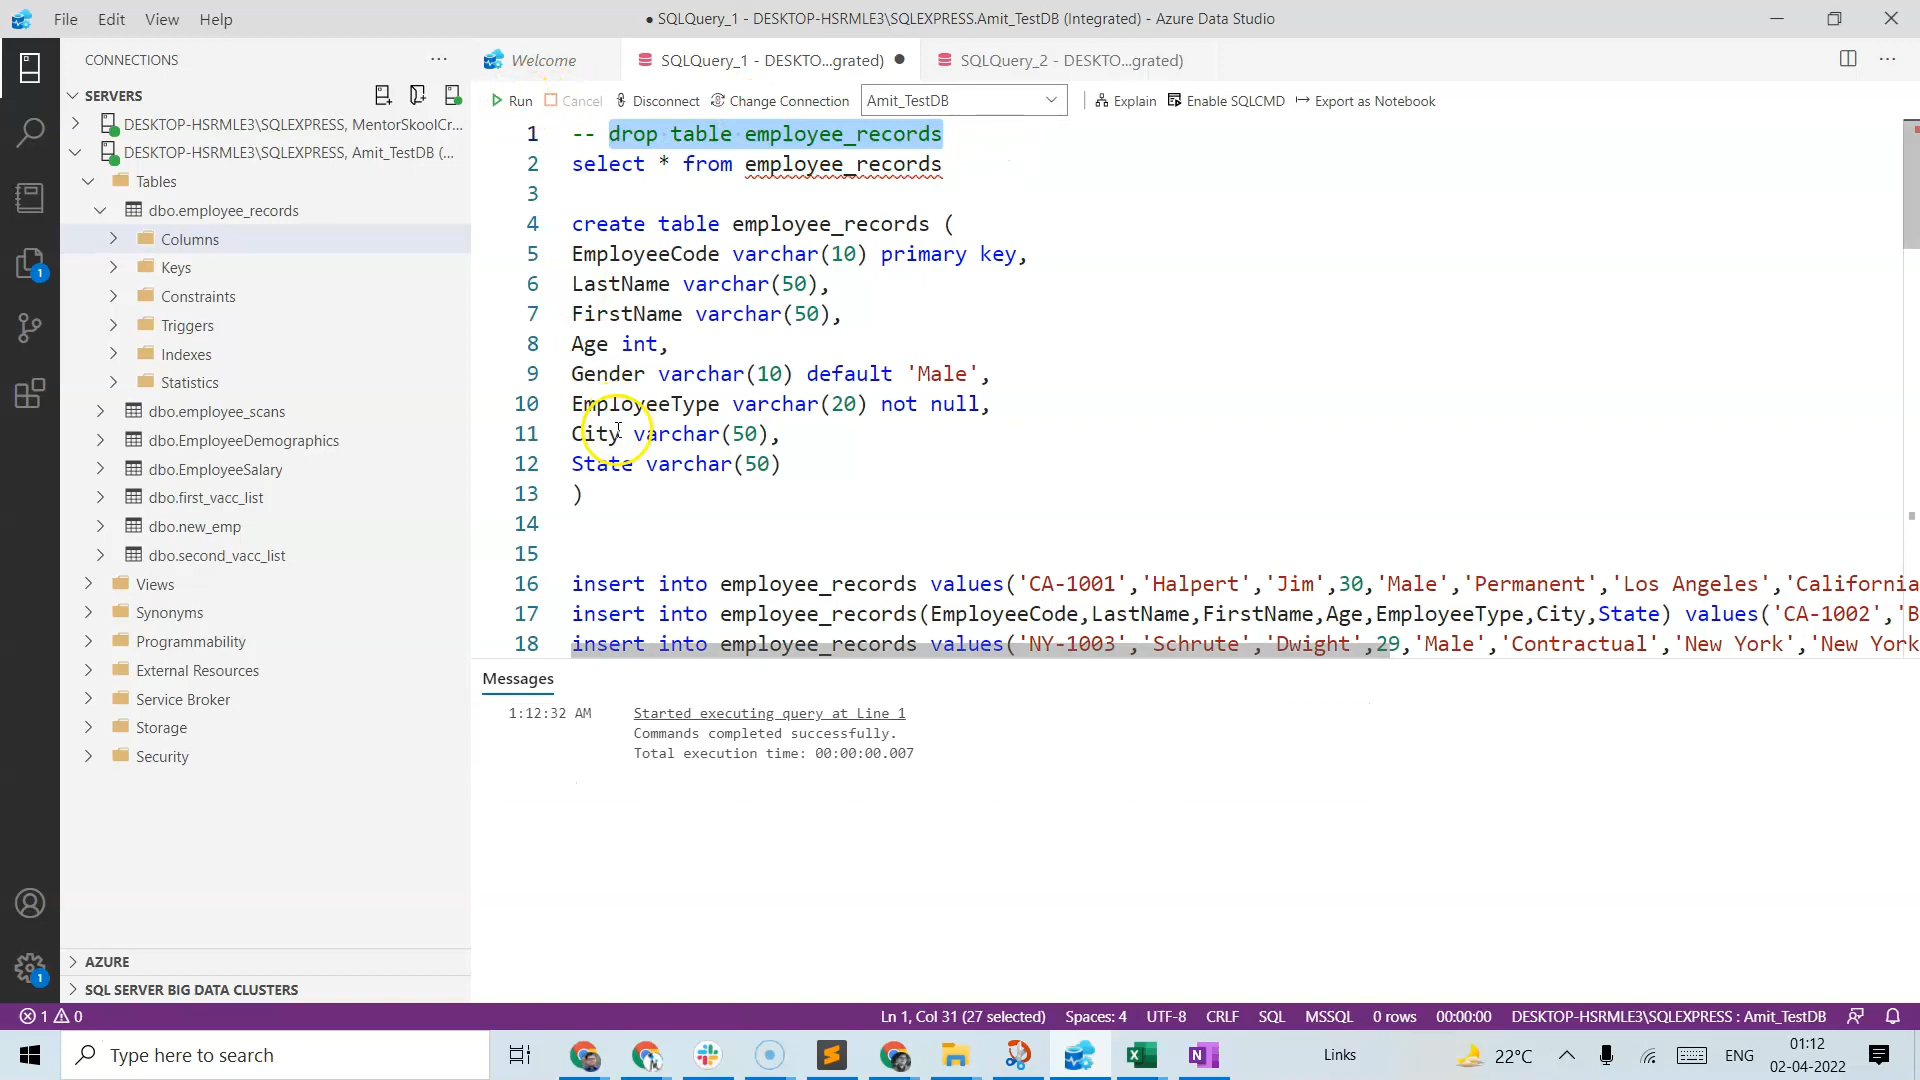 File Edit View Help
● SQLQuery_1 - DESKTOP-HSRMLE3\SQLEXPRESS.Amit_TestDB (Integrated) - Azure Data Studio
CONNECTIONS
Welcome
SQLQuery_1 - DESKTO...grated)
SQLQuery_2 - DESKTO...grated)
SERVERS
Run Cancel Disconnect Change Connection Amit_TestDB Explain Enable SQLCMD Export as Notebook
DESKTOP-HSRMLE3\SQLEXPRESS, MentorSkoolCr...
DESKTOP-HSRMLE3\SQLEXPRESS, Amit_TestDB (...
Tables
dbo.employee_records
Columns
Keys
Constraints
Triggers
Indexes
Statistics
dbo.employee_scans
dbo.EmployeeDemographics
dbo.EmployeeSalary
dbo.first_vacc_list
dbo.new_emp
dbo.second_vacc_list
Views
Synonyms
Programmability
External Resources
Service Broker
Storage
Security
AZURE
SQL SERVER BIG DATA CLUSTERS
1 -- drop table employee_records
2 select * from employee_records
3
4 create table employee_records (
5 EmployeeCode varchar(10) primary key,
6 LastName varchar(50),
7 FirstName varchar(50),
8 Age int,
9 Gender varchar(10) default 'Male',
10 EmployeeType varchar(20) not null,
11 City varchar(50),
12 State varchar(50)
13 )
14
15
16 insert into employee_records values('CA-1001','Halpert','Jim',30,'Male','Permanent','Los Angeles','California
17 insert into employee_records(EmployeeCode,LastName,FirstName,Age,EmployeeType,City,State) values('CA-1002','B
18 insert into employee_records values('NY-1003','Schrute','Dwight',29,'Male','Contractual','New York','New York
Messages
1:12:32 AM Started executing query at Line 1
Commands completed successfully.
Total execution time: 00:00:00.007
1
1
1 0 Ln 1, Col 31 (27 selected) Spaces: 4 UTF-8 CRLF SQL MSSQL 0 rows 00:00:00 DESKTOP-HSRMLE3\SQLEXPRESS : Amit_TestDB
Type here to search
Links 22°C ENG 01:12
02-04-2022